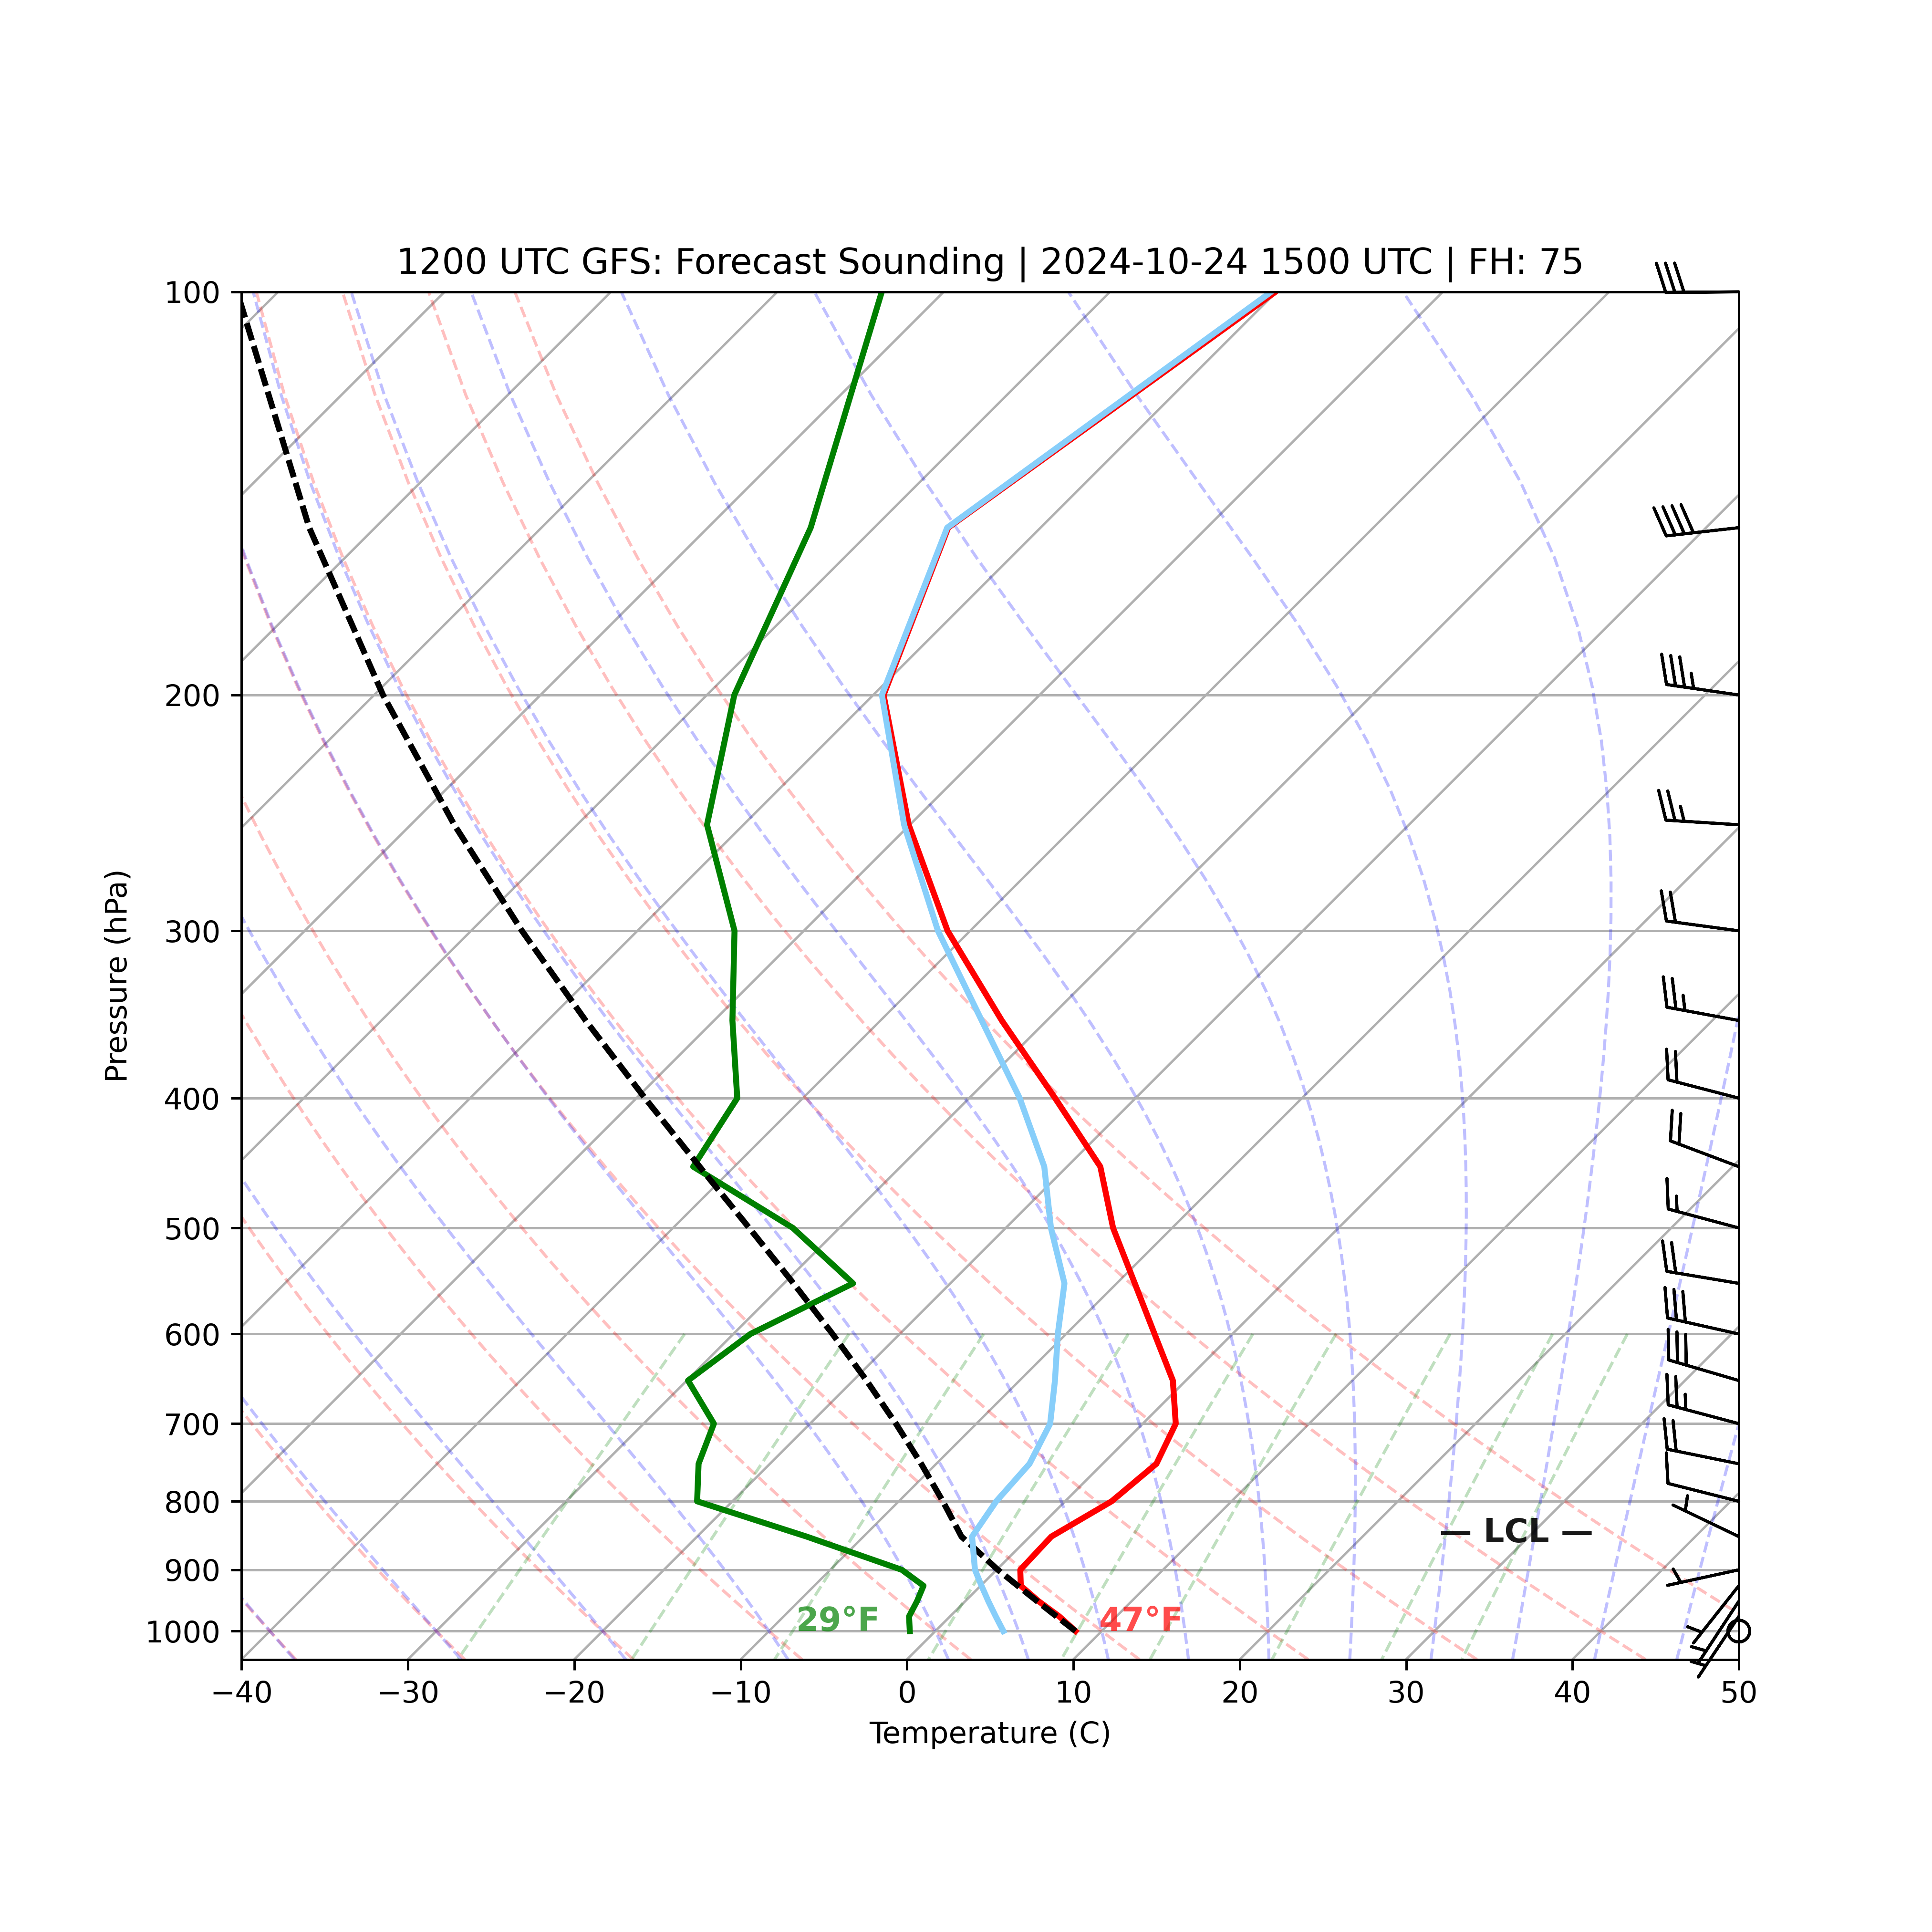 1200 UTC GFS: Forecast Sounding | 2024-10-24 1500 UTC | FH: 75
100
200
300
400
500
600
700
800
900
1000
Pressure (hPa)
— LCL —
29°F
47°F
−40 −30 −20 −10 0 10 20 30 40 50
Temperature (C)